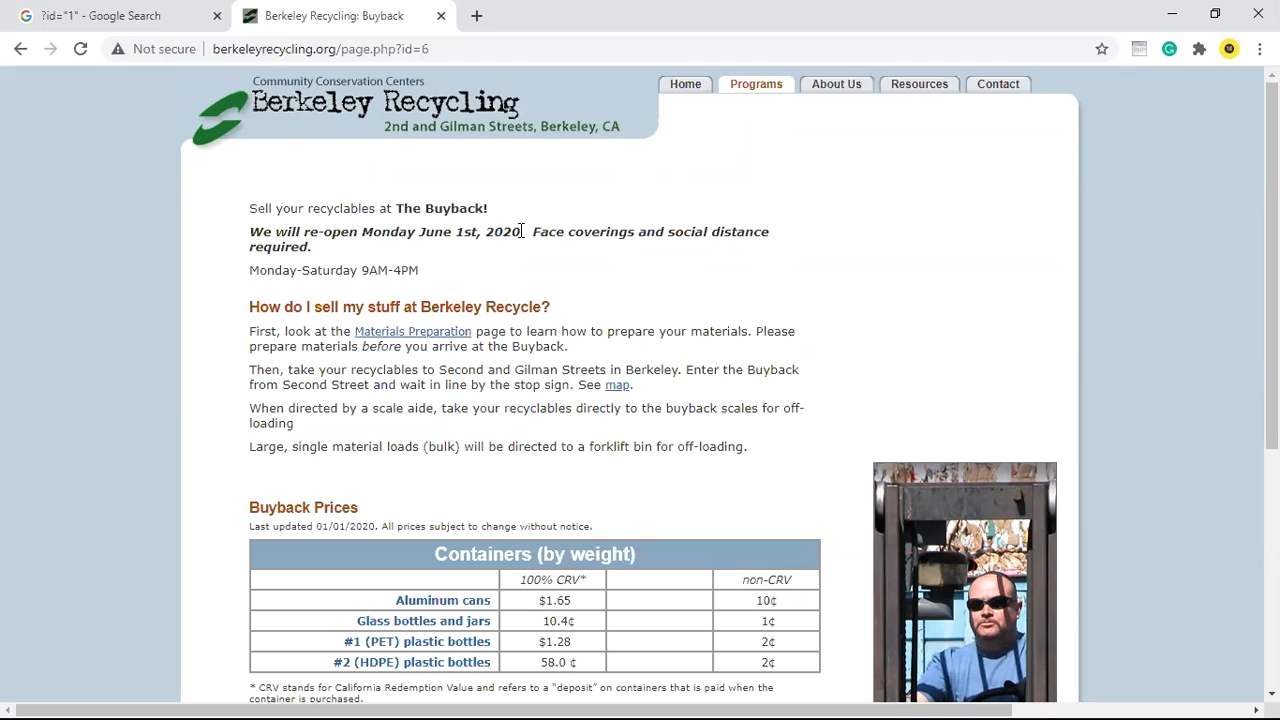 ?id="1" - Google Search
Berkeley Recycling: Buyback
Not secure
berkeleyrecycling.org/page.php?id=6
Community Conservation Centers
Berkeley Recycling
2nd and Gilman Streets, Berkeley, CA
Home
Programs
About Us
Resources
Contact
Sell your recyclables at The Buyback!
We will re-open Monday June 1st, 2020. Face coverings and social distance
required.
Monday-Saturday 9AM-4PM
How do I sell my stuff at Berkeley Recycle?
First, look at the Materials Preparation page to learn how to prepare your materials. Please
prepare materials before you arrive at the Buyback.
Then, take your recyclables to Second and Gilman Streets in Berkeley. Enter the Buyback
from Second Street and wait in line by the stop sign. See map.
When directed by a scale aide, take your recyclables directly to the buyback scales for off-
loading
Large, single material loads (bulk) will be directed to a forklift bin for off-loading.
Buyback Prices
Last updated 01/01/2020. All prices subject to change without notice.
Containers (by weight)
100% CRV* non-CRV
Aluminum cans $1.65 10¢
Glass bottles and jars 10.4¢ 1¢
#1 (PET) plastic bottles $1.28 2¢
#2 (HDPE) plastic bottles 58.0 ¢ 2¢
* CRV stands for California Redemption Value and refers to a “deposit” on containers that is paid when the
container is purchased.